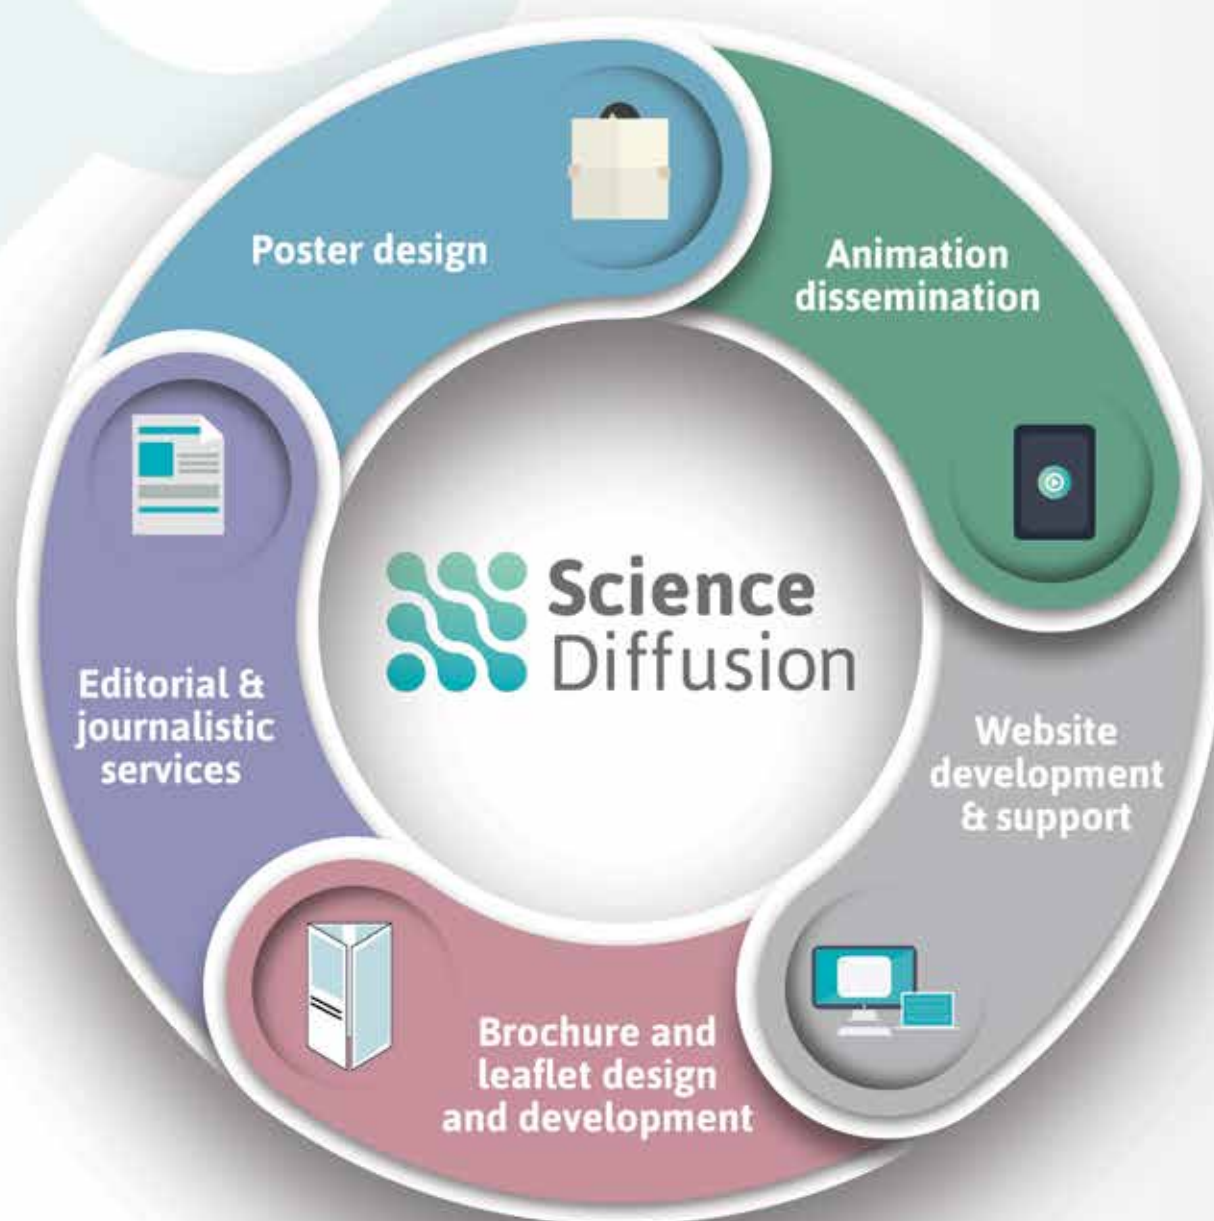 Poster design
Animation
dissemination
Science
Diffusion
Editorial &
journalistic
services
Website
development
& support
Brochure and
leaflet design
and development